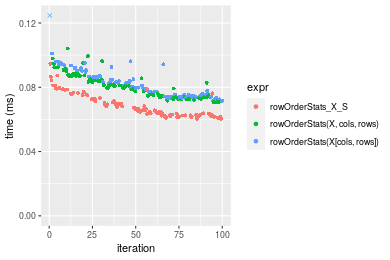 0.12
0.08
0.04
0.00
time (ms)
0
25
50
75
100
iteration
expr
rowOrderStats_X_S
rowOrderStats(X, cols, rows)
rowOrderStats(X[cols, rows])